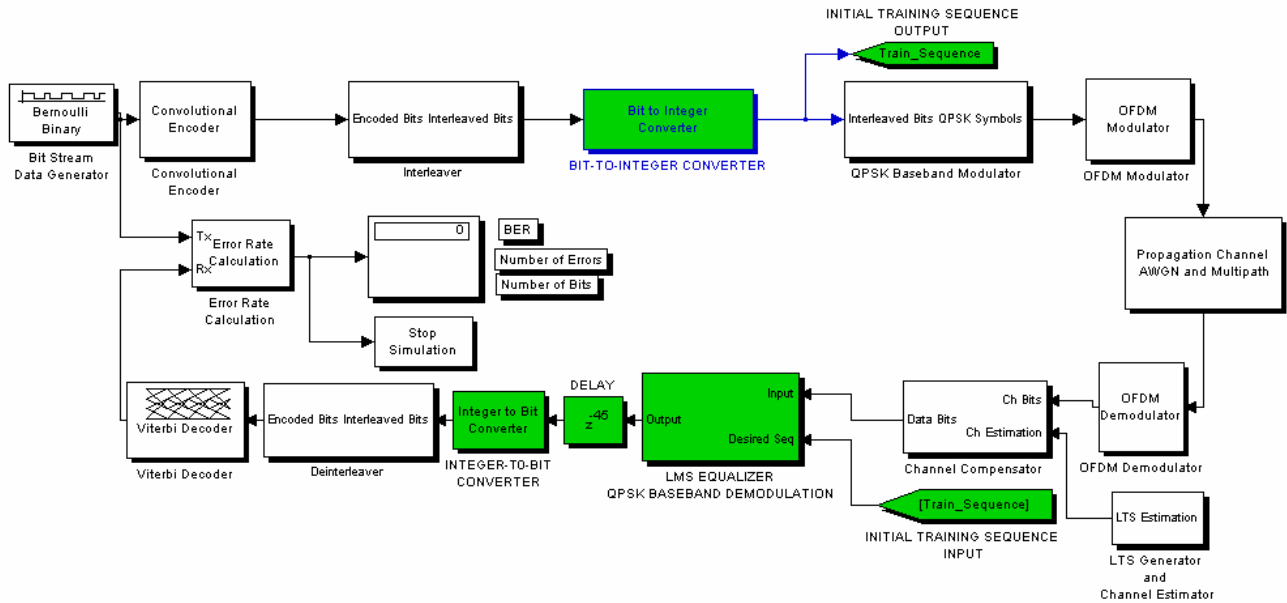 INITIAL TRAINING SEQUENCE
OUTPUT
Train_Sequence
Bernoulli
Binary
Bit Stream
Data Generator
Convolutional
Encoder
Convolutional
Encoder
Encoded Bits Interleaved Bits
Interleaver
Bit to Integer
Converter
BIT-TO-INTEGER CONVERTER
Interleaved Bits QPSK Symbols
QPSK Baseband Modulator
OFDM
Modulator
OFDM Modulator
Tx
Rx
Error Rate
Calculation
Error Rate
Calculation
0
BER
Number of Errors
Number of Bits
Stop
Simulation
Propagation Channel
AWGN and Multipath
Viterbi Decoder
Viterbi Decoder
Encoded Bits Interleaved Bits
Deinterleaver
Integer to Bit
Converter
INTEGER-TO-BIT
CONVERTER
DELAY
-45
z
Input
Output
Desired Seq
LMS EQUALIZER
QPSK BASEBAND DEMODULATION
Ch Bits
Data Bits
Ch Estimation
Channel Compensator
OFDM
Demodulator
OFDM Demodulator
[Train_Sequence]
INITIAL TRAINING SEQUENCE
INPUT
LTS Estimation
LTS Generator
and
Channel Estimator